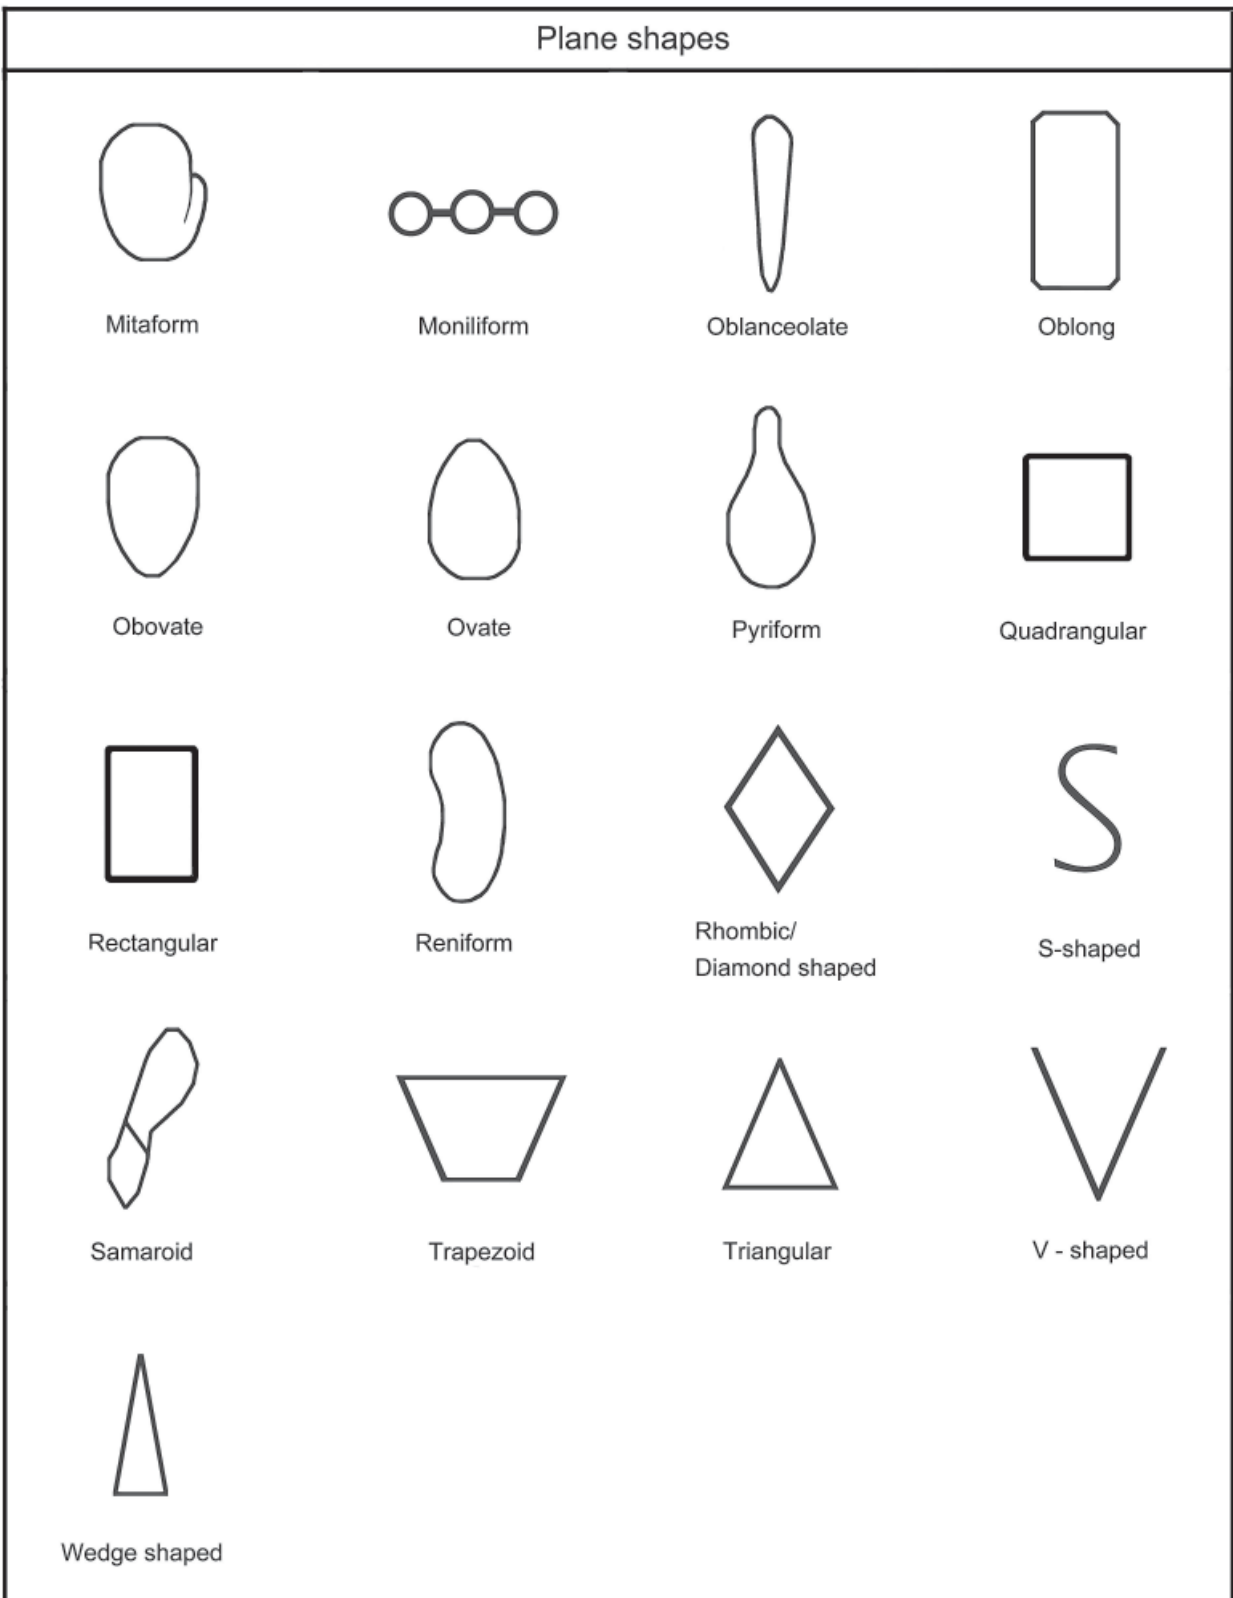 Plane shapes
Mitaform
Moniliform
Oblanceolate
Oblong
Obovate
Ovate
Pyriform
Quadrangular
Rectangular
Reniform
Rhombic/
Diamond shaped
S-shaped
Samaroid
Trapezoid
Triangular
V - shaped
Wedge shaped